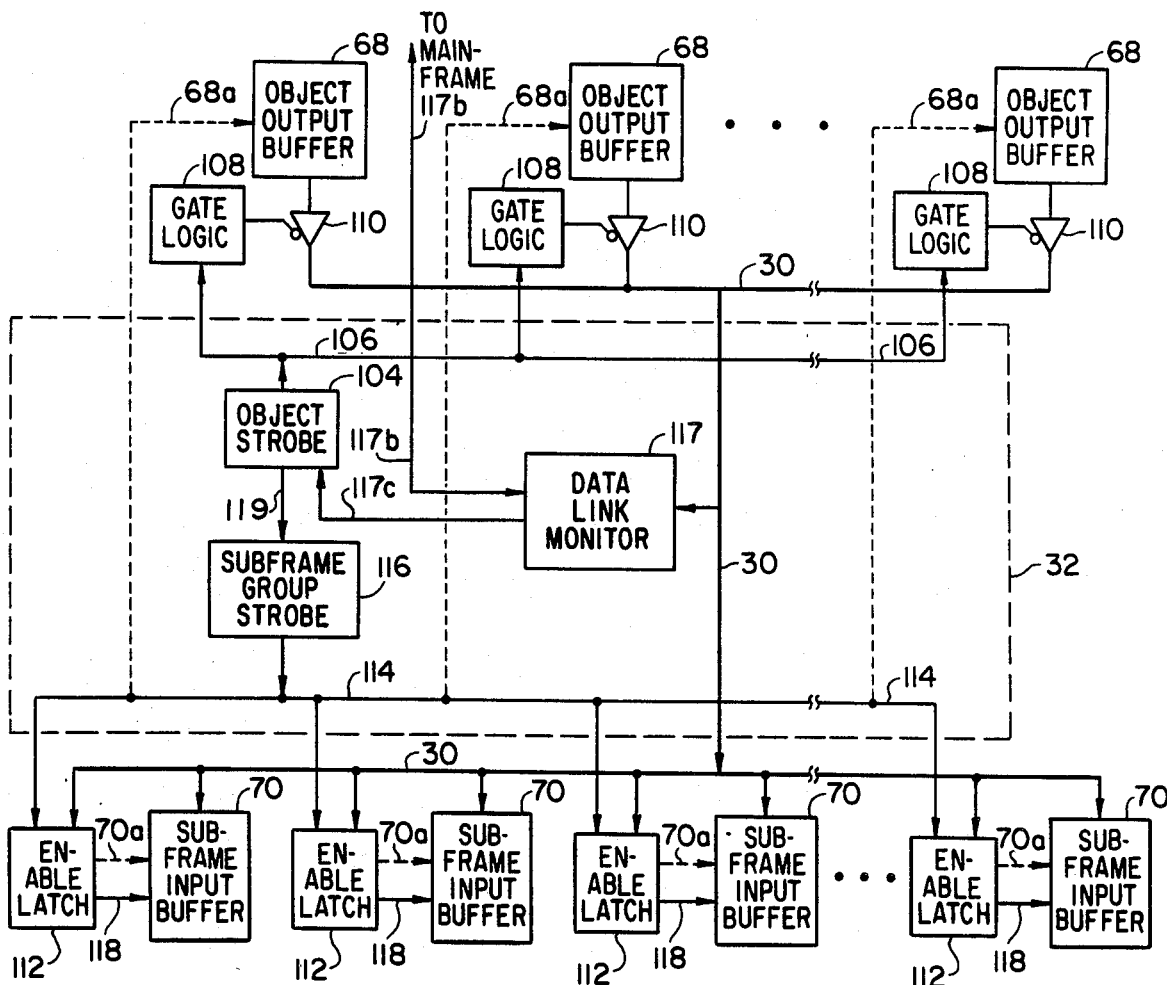 TO
MAIN-
FRAME
117b
68
68
68
68a
OBJECT
OUTPUT
BUFFER
68a
OBJECT
OUTPUT
BUFFER
68a
OBJECT
OUTPUT
BUFFER
108
GATE
LOGIC
110
108
GATE
LOGIC
110
108
GATE
LOGIC
110
30
106
106
104
OBJECT
STROBE
117b
117c
117
DATA
LINK
MONITOR
119
SUBFRAME
GROUP
STROBE
116
30
32
114
114
30
70
70
70
70
EN-
ABLE
LATCH
70a
118
SUB-
FRAME
INPUT
BUFFER
112
EN-
ABLE
LATCH
70a
118
SUB-
FRAME
INPUT
BUFFER
112
EN-
ABLE
LATCH
70a
118
SUB-
FRAME
INPUT
BUFFER
112
EN-
ABLE
LATCH
70a
118
SUB-
FRAME
INPUT
BUFFER
112